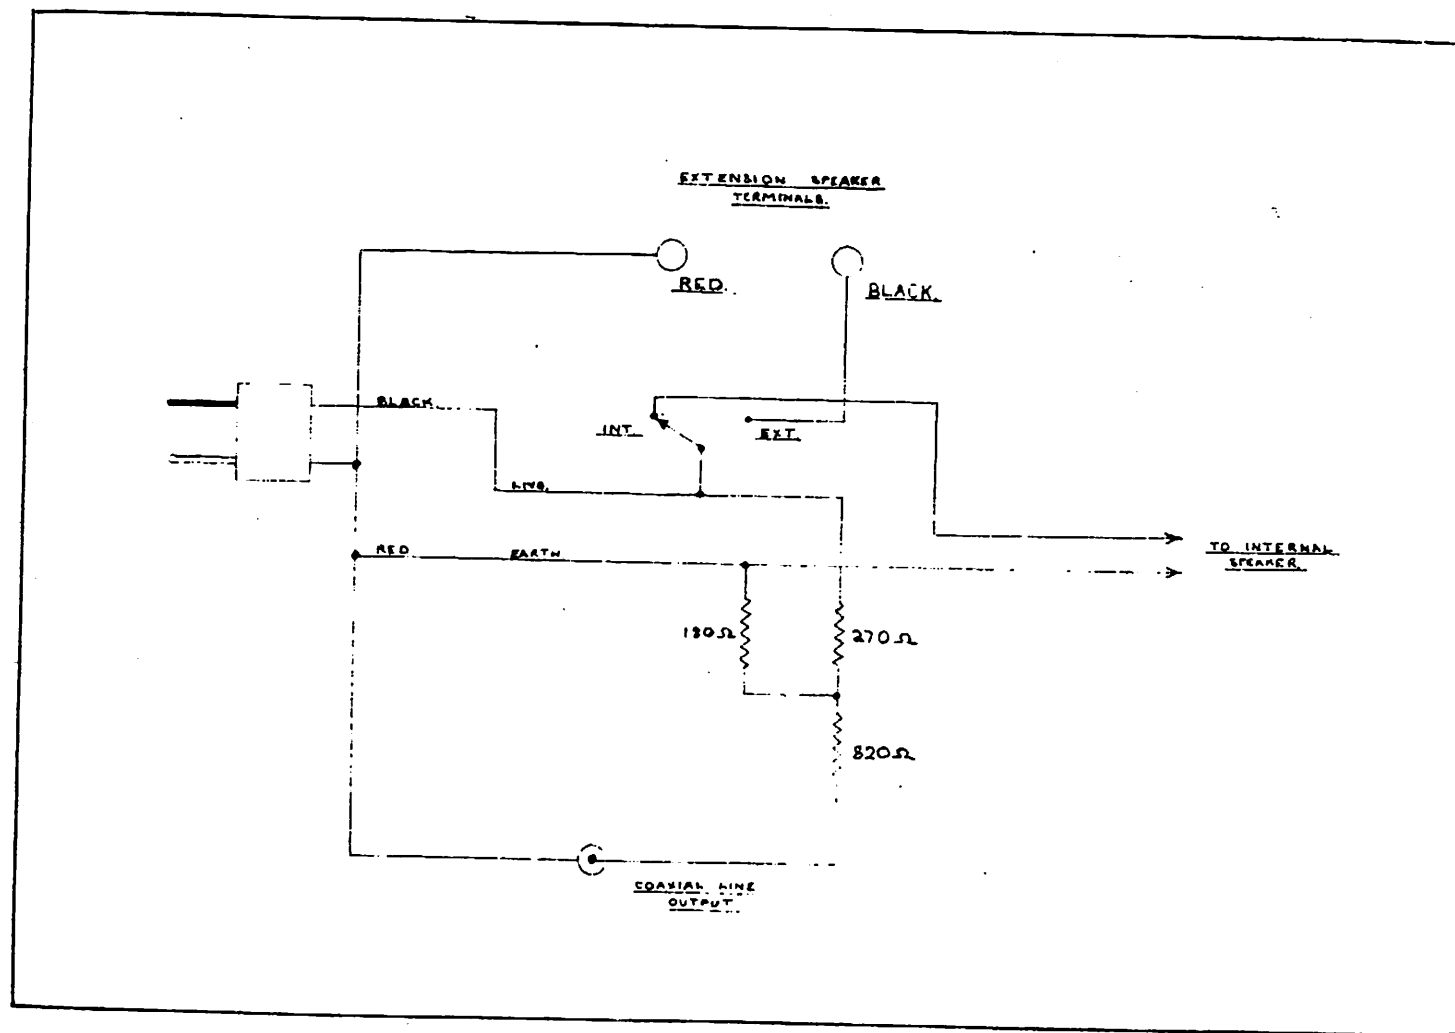 EXTENSION SPEAKER
TERMINALS.
RED.
BLACK.
BLACK
INT.
EXT.
RED
EARTH
TO INTERNAL
SPEAKER.
180Ω
270Ω
820Ω
COAXIAL LINE
OUTPUT.